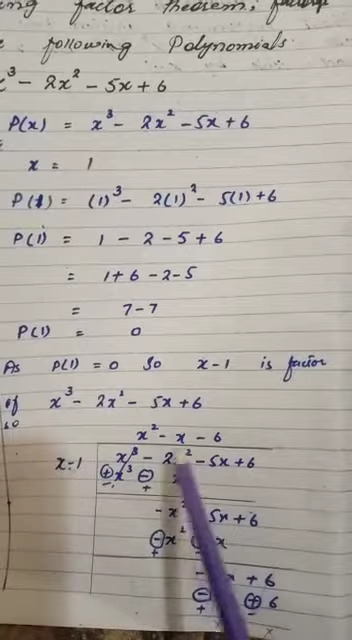 factor theorem,
following Polynomials
x³ - 2x² - 5x + 6
P(x) = x³ - 2x² - 5x + 6
x = 1
P(1) = (1)³ - 2(1)² - 5(1) + 6
P(1) = 1 - 2 - 5 + 6
= 1 + 6 - 2 - 5
= 7 - 7
P(1) = 0
As P(1) = 0 So x - 1 is factor
of x³ - 2x² - 5x + 6
so
x² - x - 6
x - 1 x³ - 2x² - 5x + 6
⊕ x³ ⊖
- +
- x² 5x + 6
⊖ x² x
+
- x + 6
⊖ ⊕ 6
+ -